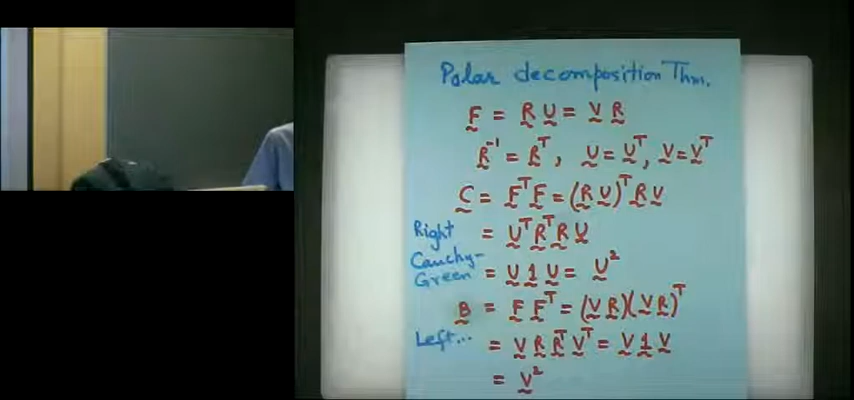 Polar decomposition Thm.
F = R U = V R
R⁻¹ = Rᵀ, U = Uᵀ, V = Vᵀ
C = Fᵀ F = (R U)ᵀ R U
Right = Uᵀ Rᵀ R U
Cauchy-
Green = U 1 U = U²
B = F Fᵀ = (V R)(V R)ᵀ
Left... = V R Rᵀ Vᵀ = V 1 V
= V²